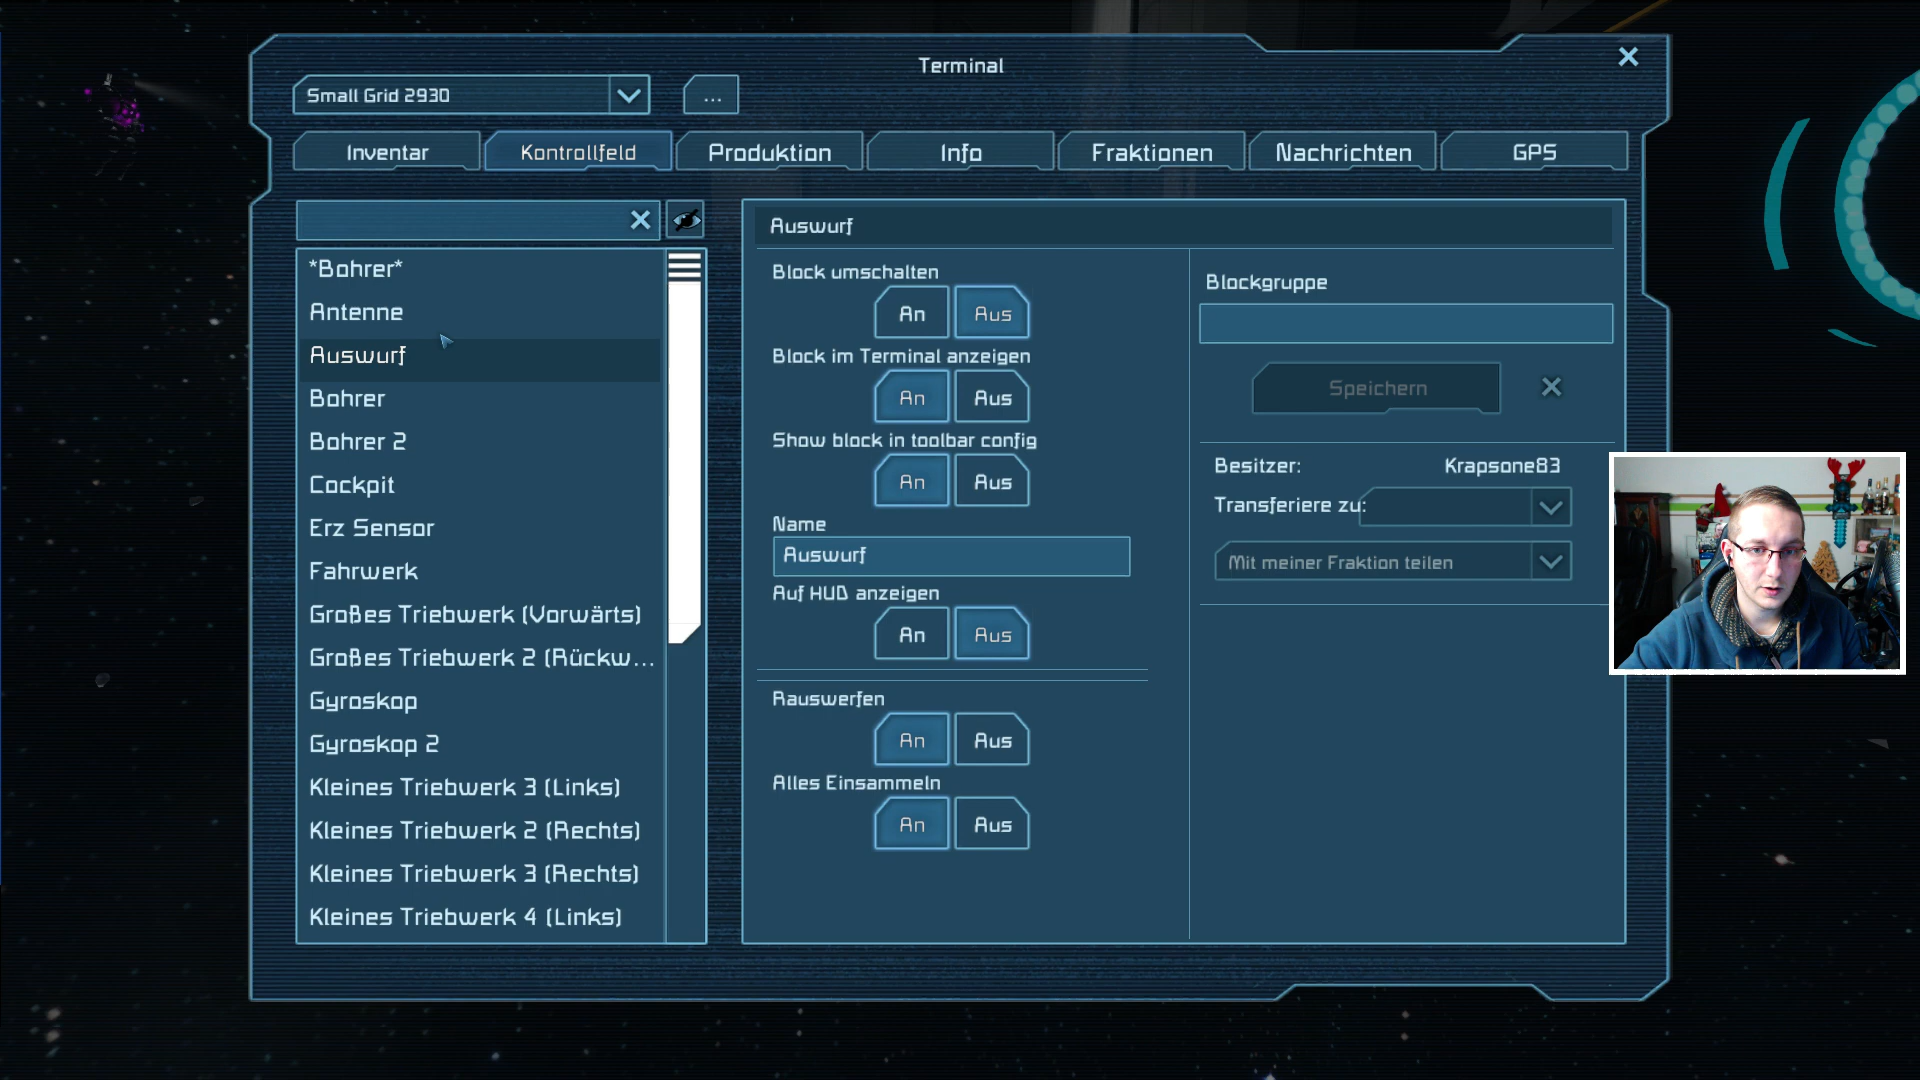 Terminal
Small Grid 2930
...
Inventar
Kontrollfeld
Produktion
Info
Fraktionen
Nachrichten
GPS
*Bohrer*
Antenne
Auswurf
Bohrer
Bohrer 2
Cockpit
Erz Sensor
Fahrwerk
Großes Triebwerk (Vorwärts)
Großes Triebwerk 2 (Rückw...
Gyroskop
Gyroskop 2
Kleines Triebwerk 3 (Links)
Kleines Triebwerk 2 (Rechts)
Kleines Triebwerk 3 (Rechts)
Kleines Triebwerk 4 (Links)
Auswurf
Block umschalten
An Aus
Block im Terminal anzeigen
An Aus
Show block in toolbar config
An Aus
Name
Auswurf
Auf HUD anzeigen
An Aus
Rauswerfen
An Aus
Alles Einsammeln
An Aus
Blockgruppe
Speichern
Besitzer: Krapsone83
Transferiere zu:
Mit meiner Fraktion teilen